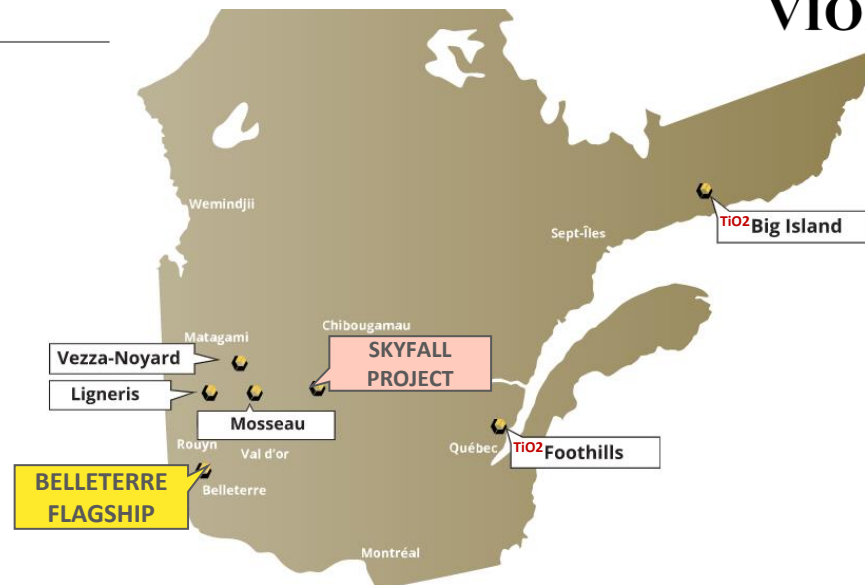 VIO
Wemindjii
Sept-Îles
TiO2 Big Island
Chibougamau
Matagami
Vezza-Noyard
SKYFALL
PROJECT
Ligneris
Mosseau
Rouyn
Val d'or
Québec
TiO2 Foothills
BELLETERRE
FLAGSHIP
Belleterre
Montréal